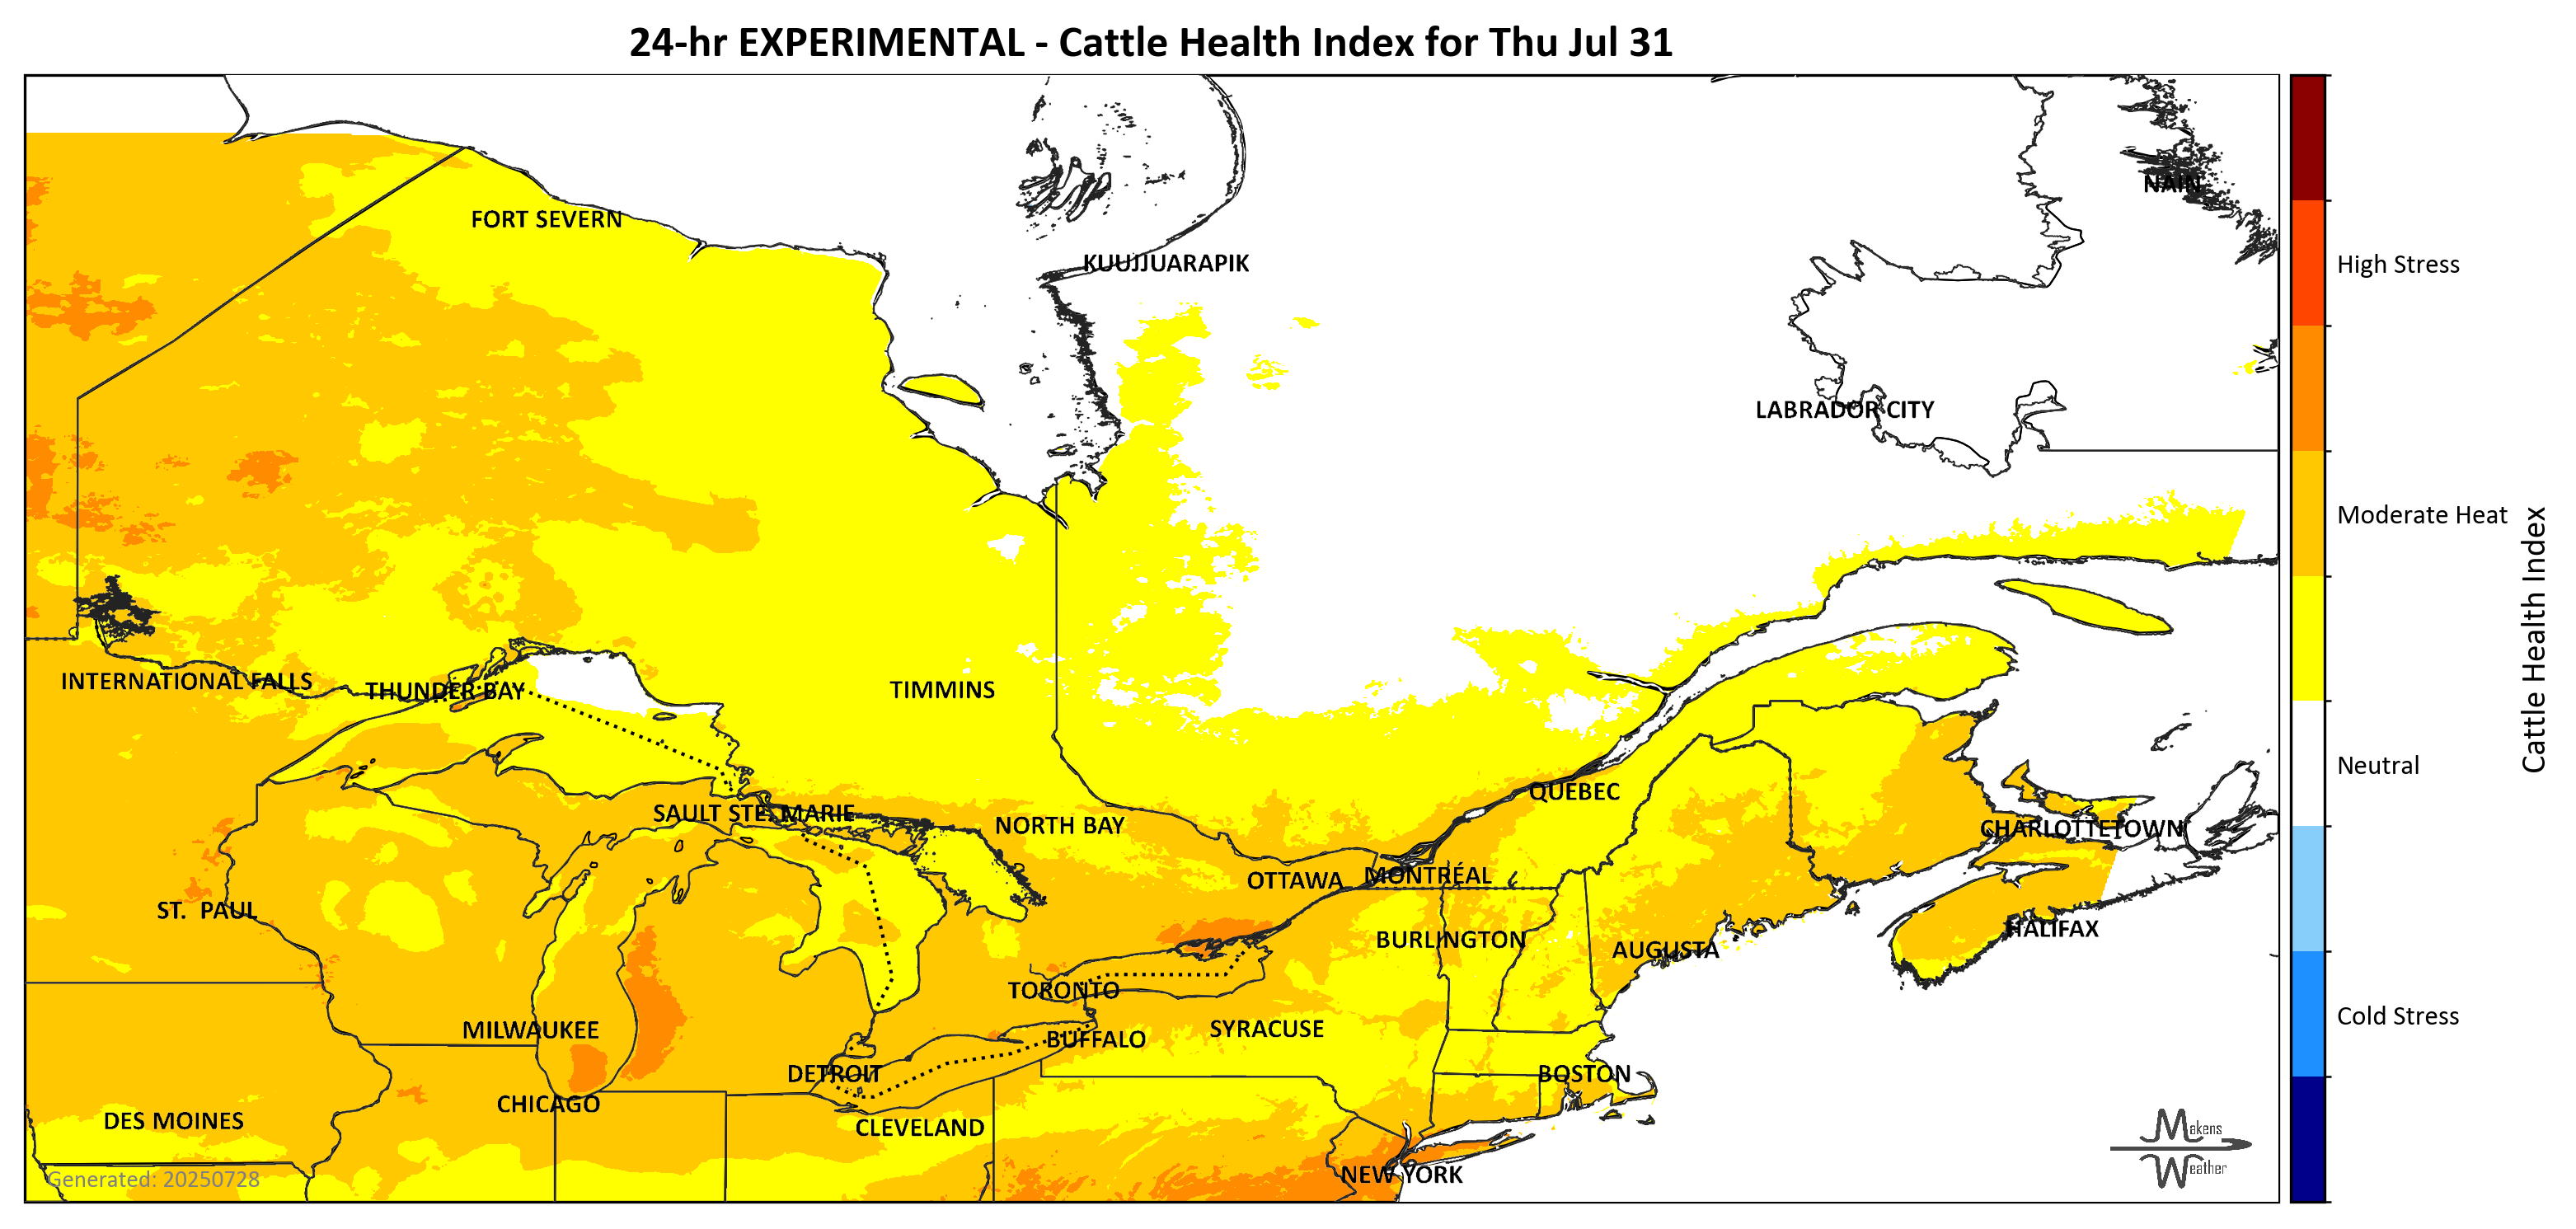 24-hr EXPERIMENTAL - Cattle Health Index for Thu Jul 31
NAIN
FORT SEVERN
KUUJJUARAPIK
High Stress
LABRADOR CITY
Moderate Heat
Cattle Health Index
INTERNATIONAL FALLS
THUNDER BAY
TIMMINS
Neutral
QUEBEC
SAULT STE. MARIE
NORTH BAY
CHARLOTTETOWN
OTTAWA
MONTRÉAL
ST. PAUL
BURLINGTON
HALIFAX
AUGUSTA
TORONTO
Cold Stress
MILWAUKEE
SYRACUSE
BUFFALO
DETROIT
BOSTON
CHICAGO
DES MOINES
CLEVELAND
Makens
Weather
NEW YORK
Generated: 20250728